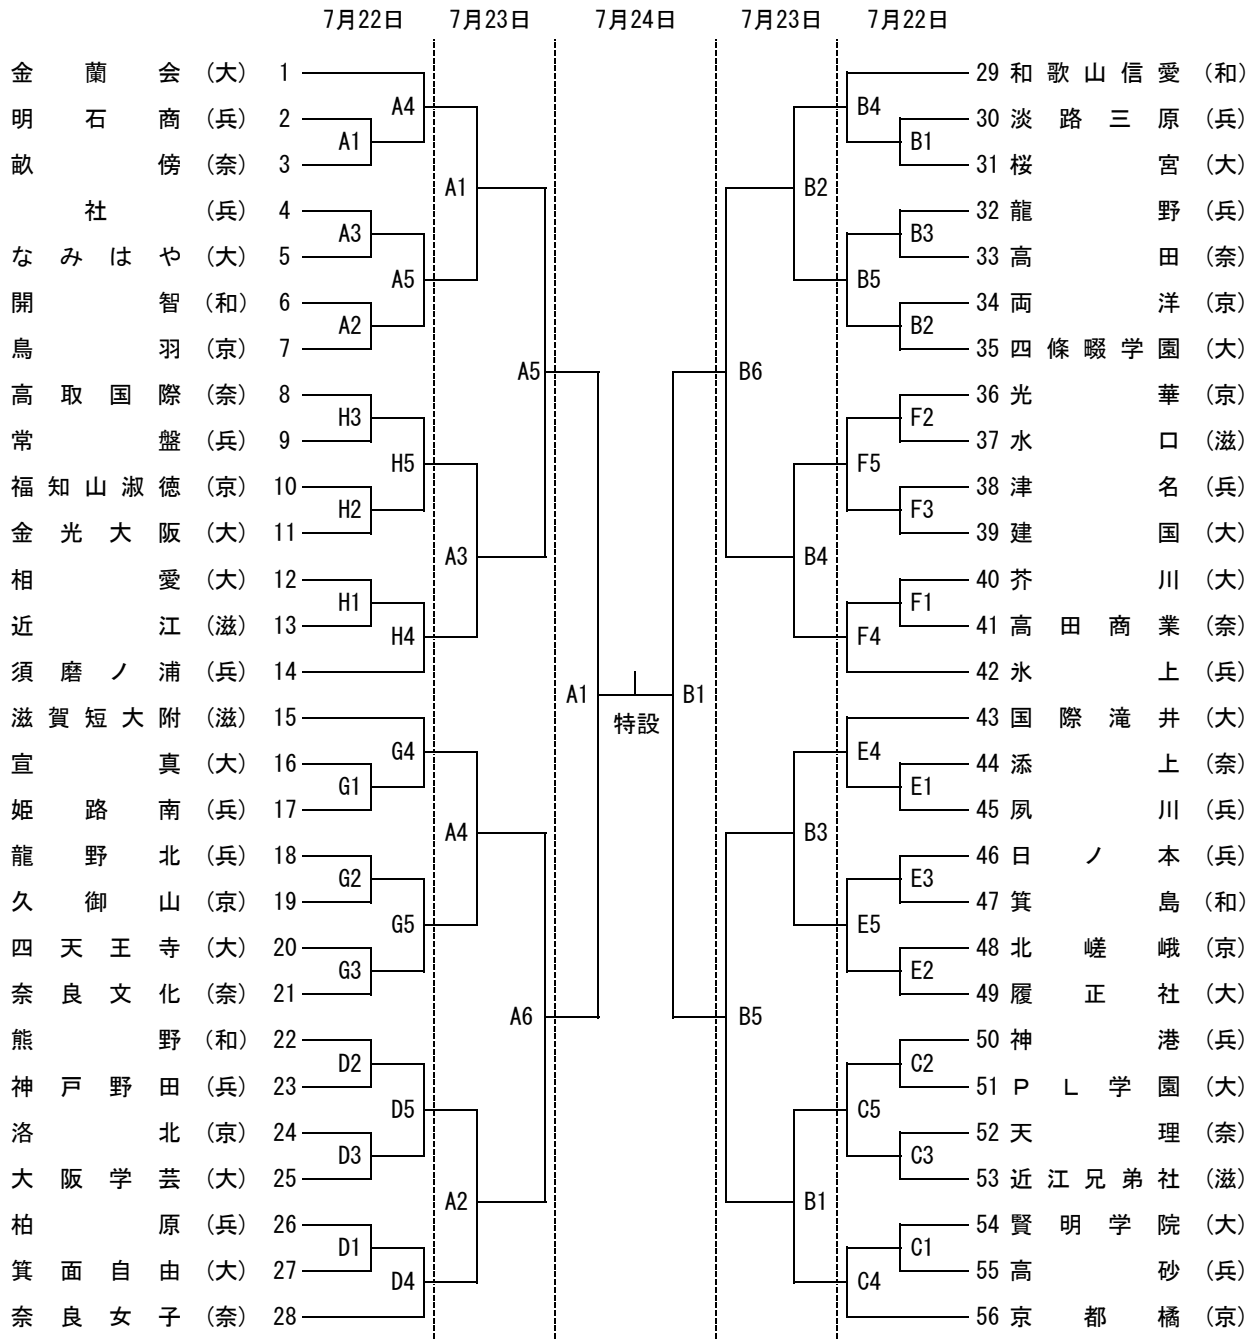 7月22日 7月23日 7月24日 7月23日 7月22日
金蘭会（大） 1 29 和歌山信愛（和）
A4 B4
明石商（兵） 2 30 淡路三原（兵）
A1 B1
畝傍（奈） 3 31 桜宮（大）
A1 B2
社（兵） 4 32 龍野（兵）
A3 B3
なみはや（大） 5 33 高田（奈）
A5 B5
開智（和） 6 34 両洋（京）
A2 B2
鳥羽（京） 7 35 四條畷学園（大）
A5 B6
高取国際（奈） 8 36 光華（京）
H3 F2
常盤（兵） 9 37 水口（滋）
H5 F5
福知山淑徳（京） 10 38 津名（兵）
H2 F3
金光大阪（大） 11 39 建国（大）
A3 B4
相愛（大） 12 40 芥川（大）
H1 F1
近江（滋） 13 41 高田商業（奈）
H4 F4
須磨ノ浦（兵） 14 42 氷上（兵）
A1 B1
滋賀短大附（滋） 15 特設 43 国際滝井（大）
G4 E4
宣真（大） 16 44 添上（奈）
G1 E1
姫路南（兵） 17 45 夙川（兵）
A4 B3
龍野北（兵） 18 46 日ノ本（兵）
G2 E3
久御山（京） 19 47 箕島（和）
G5 E5
四天王寺（大） 20 48 北嵯峨（京）
G3 E2
奈良文化（奈） 21 49 履正社（大）
A6 B5
熊野（和） 22 50 神港（兵）
D2 C2
神戸野田（兵） 23 51 ＰＬ学園（大）
D5 C5
洛北（京） 24 52 天理（奈）
D3 C3
大阪学芸（大） 25 53 近江兄弟社（滋）
A2 B1
柏原（兵） 26 54 賢明学院（大）
D1 C1
箕面自由（大） 27 55 高砂（兵）
D4 C4
奈良女子（奈） 28 56 京都橘（京）